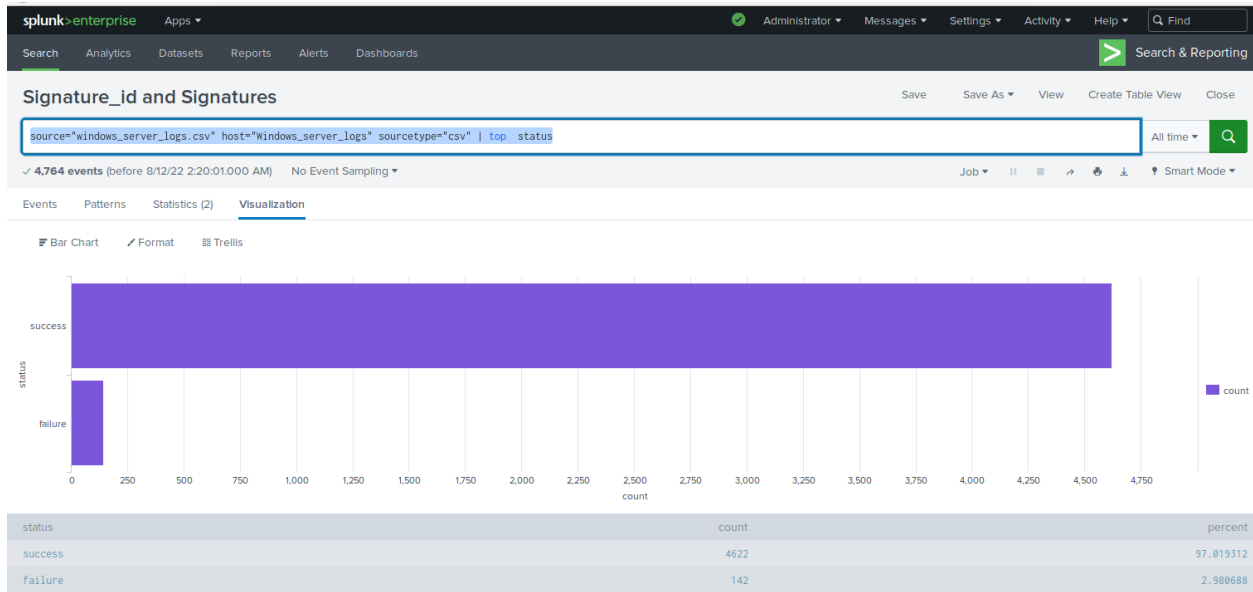 splunk>enterprise Apps ▾ Administrator ▾ Messages ▾ Settings ▾ Activity ▾ Help ▾ Find
Search Analytics Datasets Reports Alerts Dashboards > Search & Reporting
Signature_id and Signatures Save Save As ▾ View Create Table View Close
source="windows_server_logs.csv" host="Windows_server_logs" sourcetype="csv" | top status All time ▾
✓ 4,764 events (before 8/12/22 2:20:01.000 AM) No Event Sampling ▾ Job ▾ Smart Mode ▾
Events Patterns Statistics (2) Visualization
Bar Chart Format Trellis
success
status
failure
count
0 250 500 750 1,000 1,250 1,500 1,750 2,000 2,250 2,500 2,750 3,000 3,250 3,500 3,750 4,000 4,250 4,500 4,750
count
status count percent
success 4622 97.019312
failure 142 2.980688